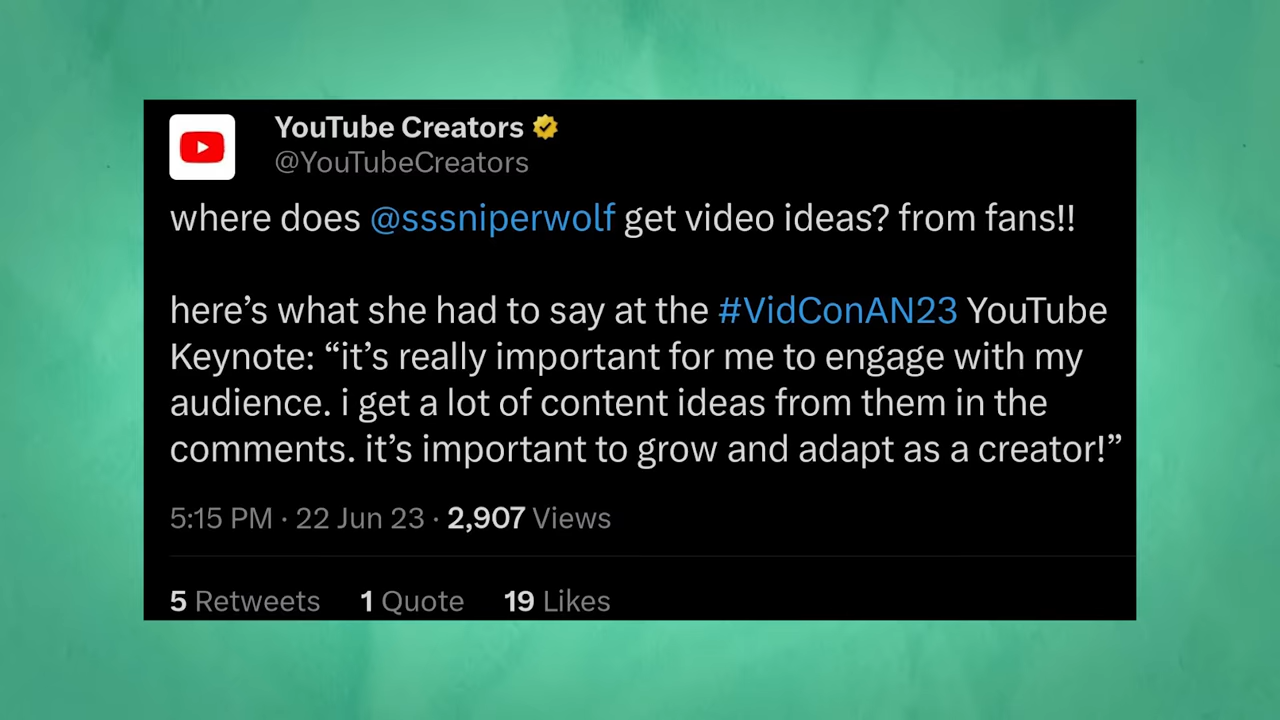 YouTube Creators
@YouTubeCreators
where does @sssniperwolf get video ideas? from fans!!
here’s what she had to say at the #VidConAN23 YouTube
Keynote: “it’s really important for me to engage with my
audience. i get a lot of content ideas from them in the
comments. it’s important to grow and adapt as a creator!”
5:15 PM · 22 Jun 23 · 2,907 Views
5 Retweets 1 Quote 19 Likes